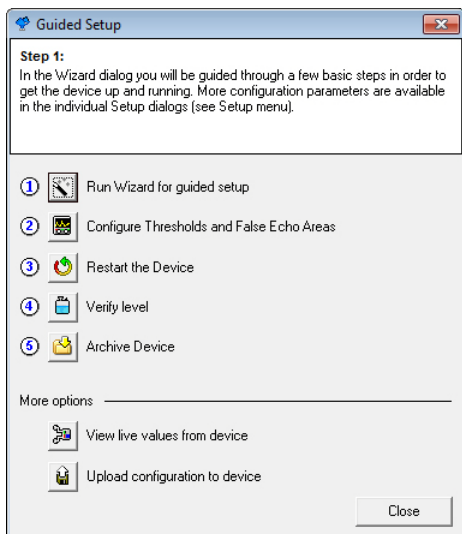 Guided Setup
Step 1:
In the Wizard dialog you will be guided through a few basic steps in order to
get the device up and running. More configuration parameters are available
in the individual Setup dialogs (see Setup menu).
1 Run Wizard for guided setup
2 Configure Thresholds and False Echo Areas
3 Restart the Device
4 Verify level
5 Archive Device
More options
View live values from device
Upload configuration to device
Close